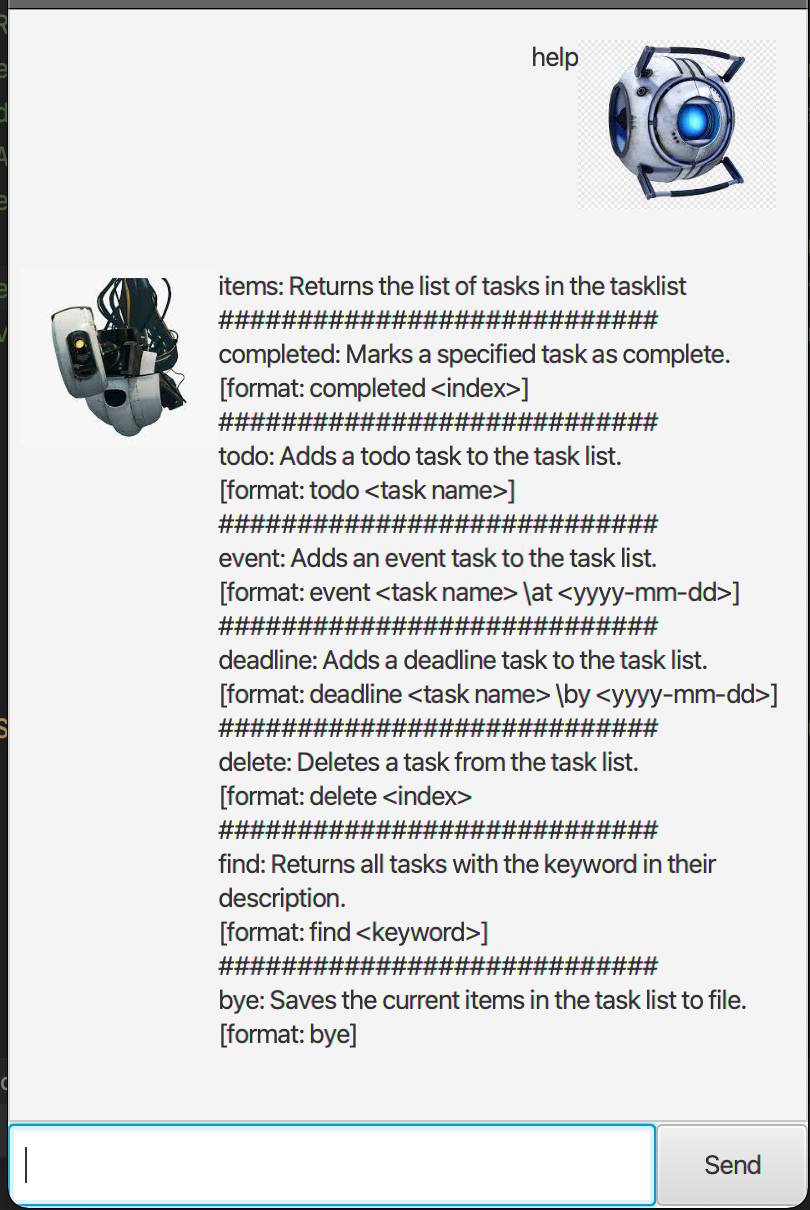 help
items: Returns the list of tasks in the tasklist
############################
completed: Marks a specified task as complete.
[format: completed <index>]
############################
todo: Adds a todo task to the task list.
[format: todo <task name>]
############################
event: Adds an event task to the task list.
[format: event <task name> \at <yyyy-mm-dd>]
############################
deadline: Adds a deadline task to the task list.
[format: deadline <task name> \by <yyyy-mm-dd>]
############################
delete: Deletes a task from the task list.
[format: delete <index>
############################
find: Returns all tasks with the keyword in their
description.
[format: find <keyword>]
############################
bye: Saves the current items in the task list to file.
[format: bye]
Send